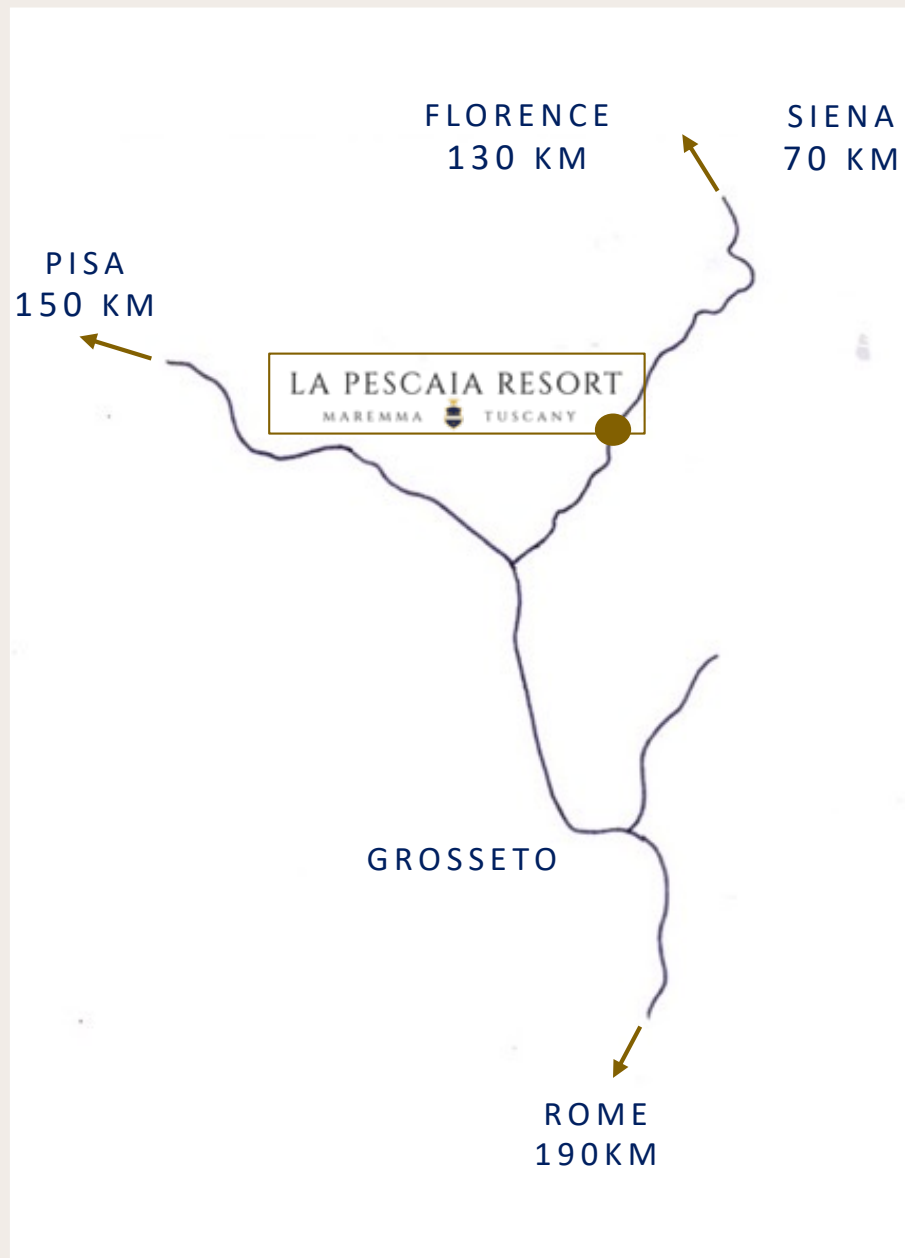 FLORENCE
130 KM
SIENA
70 KM
PISA
150 KM
LA PESCAIA RESORT
MAREMMA TUSCANY
GROSSETO
ROME
190KM